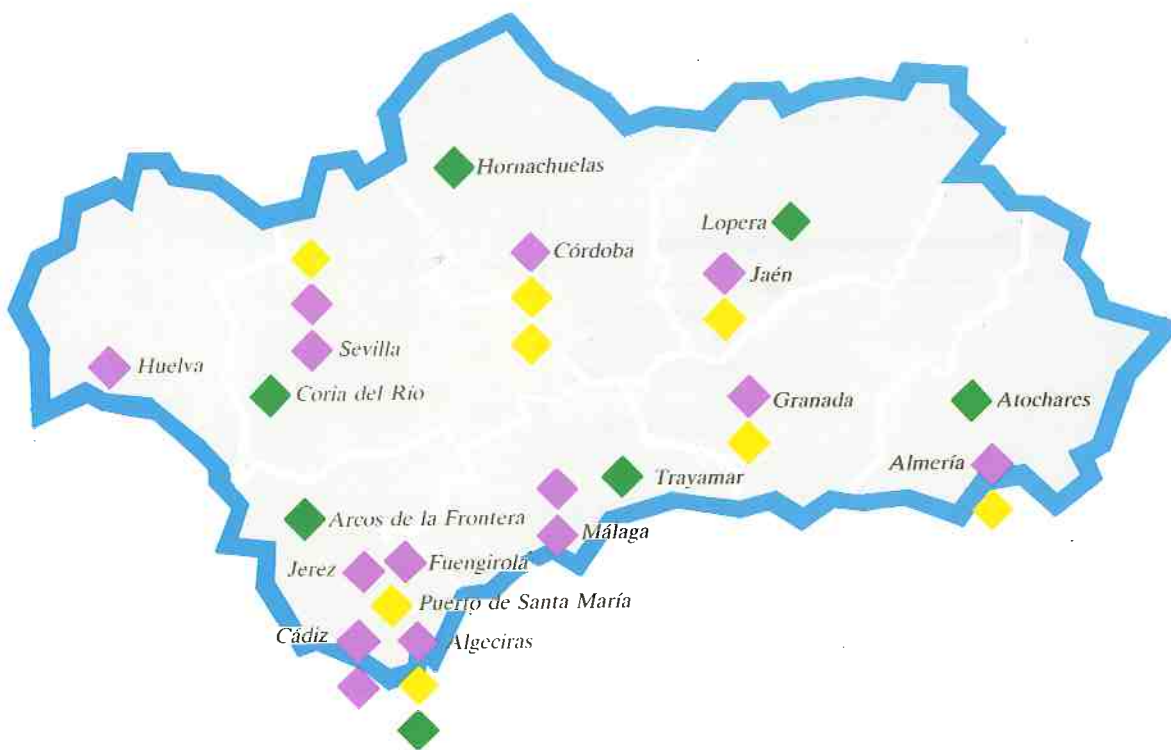 Hornachuelas
Lopera
Córdoba
Jaén
Huelva
Sevilla
Coria del Río
Granada
Atochares
Almería
Trayamar
Arcos de la Frontera
Málaga
Jerez
Fuengirola
Puerto de Santa María
Cádiz
Algeciras